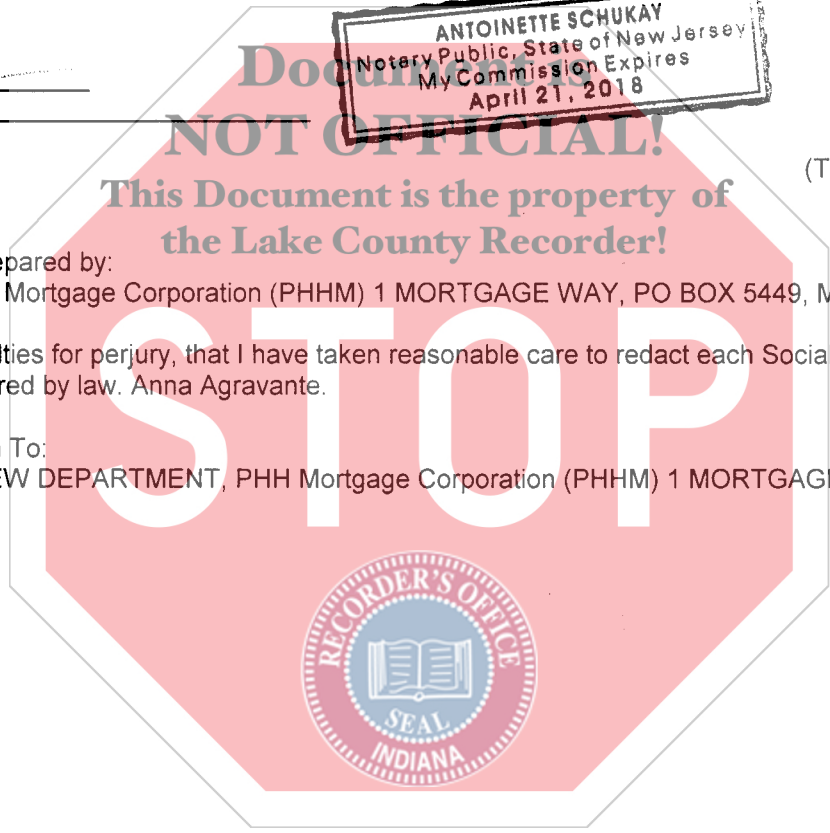 ANTOINETTE SCHUKAY
Notary Public, State of New Jersey
My Commission Expires
April 21, 2018
Document is
NOT OFFICIAL!
(T
This Document is the property of
the Lake County Recorder!
epared by:
Mortgage Corporation (PHHM) 1 MORTGAGE WAY, PO BOX 5449, M
lties for perjury, that I have taken reasonable care to redact each Socia
red by law. Anna Agravante.
To:
EW DEPARTMENT, PHH Mortgage Corporation (PHHM) 1 MORTGAGE
STOP
RECORDER'S OFFICE
SEAL
INDIANA